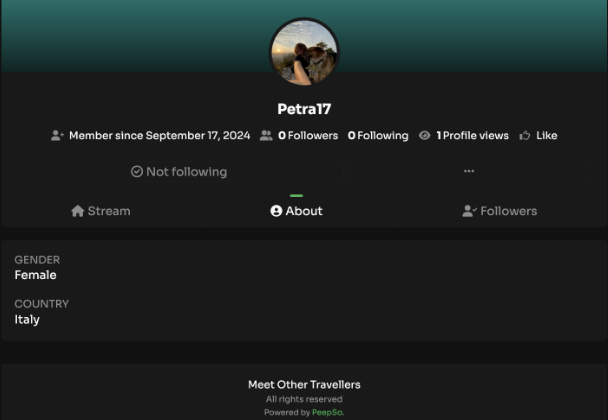 Petra17
Member since September 17, 2024 0 Followers 0 Following 1 Profile views Like
Not following ...
Stream About Followers
GENDER
Female
COUNTRY
Italy
Meet Other Travellers
All rights reserved
Powered by PeepSo.